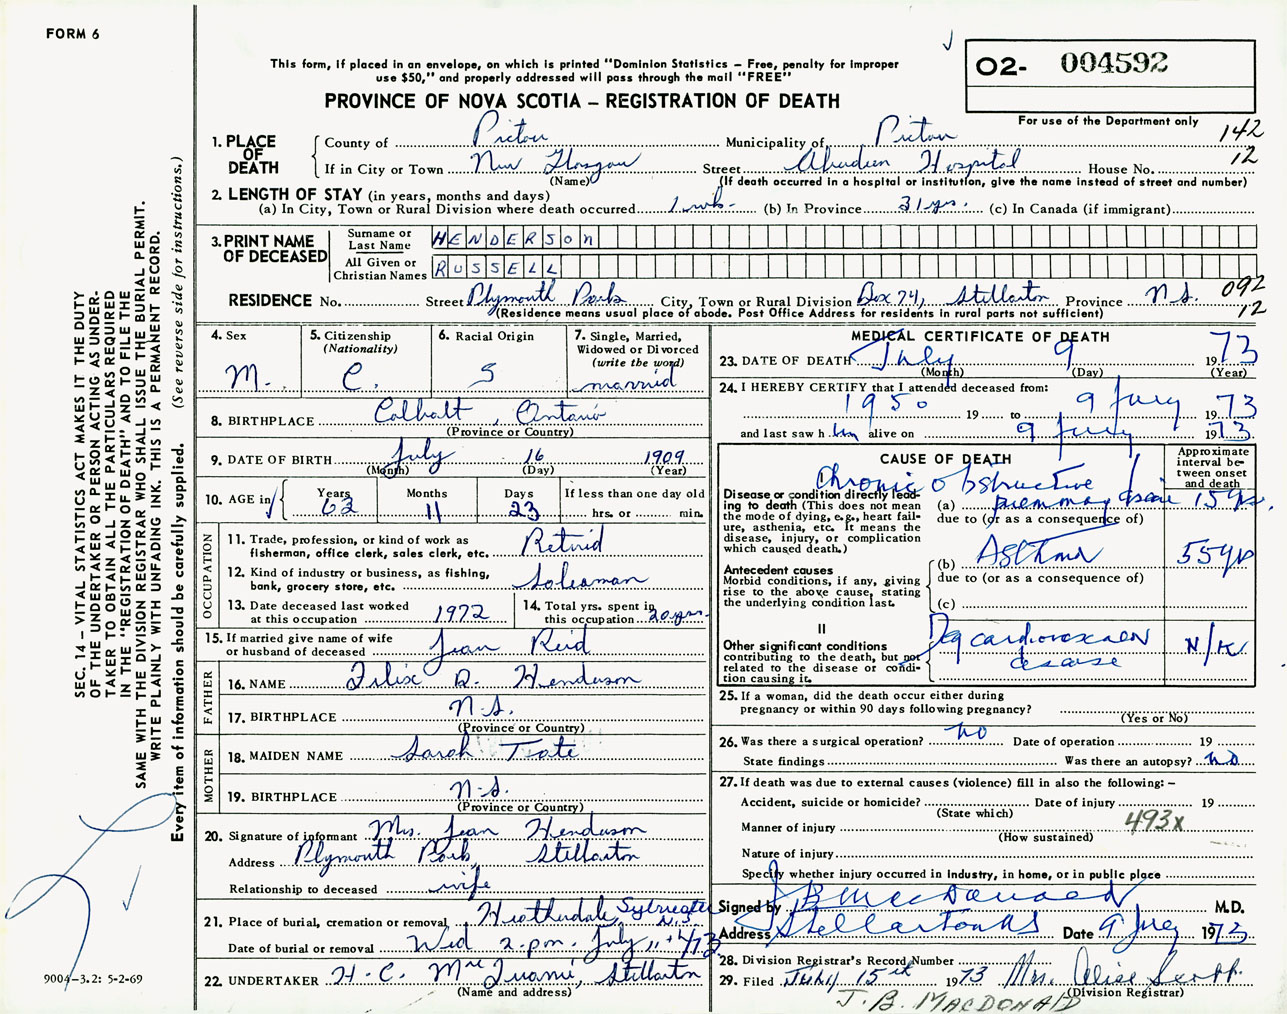 FORM 6
This form, if placed in an envelope, on which is printed "Dominion Statistics – Free, penalty for improper
use $50," and properly addressed will pass through the mail "FREE"
PROVINCE OF NOVA SCOTIA – REGISTRATION OF DEATH
O2- 004592
For use of the Department only
142
12
1. PLACE OF DEATH
County of Pictou Municipality of Pictou
If in City or Town New Glasgow Street Aberdeen Hospital House No.
(Name) (If death occurred in a hospital or institution, give the name instead of street and number)
2. LENGTH OF STAY (in years, months and days)
(a) In City, Town or Rural Division where death occurred 1 wk. (b) In Province 31 yrs. (c) In Canada (if immigrant)
3. PRINT NAME OF DECEASED
Surname or Last Name HENDERSON
All Given or Christian Names RUSSELL
RESIDENCE No. Street Plymouth Park City, Town or Rural Division Box 74, Stellarton Province N.S. 092
(Residence means usual place of abode. Post Office Address for residents in rural parts not sufficient) 12
4. Sex M.
5. Citizenship (Nationality) C.
6. Racial Origin S
7. Single, Married, Widowed or Divorced (write the word) married
8. BIRTHPLACE Colbalt, Ontario
(Province or Country)
9. DATE OF BIRTH July 16 1909
(Month) (Day) (Year)
10. AGE in Years 63 Months 11 Days 23 If less than one day old hrs. or min.
OCCUPATION
11. Trade, profession, or kind of work as fisherman, office clerk, sales clerk, etc. Retired
12. Kind of industry or business, as fishing, bank, grocery store, etc. Salesman
13. Date deceased last worked at this occupation 1972
14. Total yrs. spent in this occupation 20 yrs.
15. If married give name of wife or husband of deceased Jean Reid
FATHER
16. NAME Felix R. Henderson
17. BIRTHPLACE N.S.
(Province or Country)
MOTHER
18. MAIDEN NAME Sarah Tate
19. BIRTHPLACE N.S.
(Province or Country)
20. Signature of informant Mrs. Jean Henderson
Address Plymouth Park, Stellarton
Relationship to deceased wife
21. Place of burial, cremation or removal Heatherdale, Sylvester N.S.
Date of burial or removal Wed 2 p.m. July 11
22. UNDERTAKER H. C. Stellarton
(Name and address)
MEDICAL CERTIFICATE OF DEATH
23. DATE OF DEATH July 9 1973
(Month) (Day) (Year)
24. I HEREBY CERTIFY that I attended deceased from:
1950 19 to 9 July 1973
and last saw him alive on 9 July 1973
CAUSE OF DEATH
Approximate interval between onset and death
Disease or condition directly leading to death (This does not mean the mode of dying, e.g., heart failure, asthenia, etc. It means the disease, injury, or complication which caused death.)
(a) Chronic obstructive pulmonary disease 15 yrs.
due to (or as a consequence of)
Antecedent causes
Morbid conditions, if any, giving rise to the above cause, stating the underlying condition last.
(b) Asthma 55 yrs
due to (or as a consequence of)
(c)
II
Other significant conditions contributing to the death, but not related to the disease or condition causing it.
Deg cardiovascular disease N/K
25. If a woman, did the death occur either during pregnancy or within 90 days following pregnancy?
(Yes or No)
26. Was there a surgical operation? no Date of operation 19
State findings Was there an autopsy? no
27. If death was due to external causes (violence) fill in also the following: –
Accident, suicide or homicide? Date of injury 19
(State which)
Manner of injury 493x
(How sustained)
Nature of injury
Specify whether injury occurred in industry, in home, or in public place
Signed by J B MacDonald M.D.
Address Stellarton NS Date 9 July 1973
28. Division Registrar's Record Number
29. Filed July 15th 1973 Mrs. Alice Scott.
(Division Registrar)
J. B. MACDONALD
SEC. 14 – VITAL STATISTICS ACT MAKES IT THE DUTY
OF THE UNDERTAKER OR PERSON ACTING AS UNDER-
TAKER TO OBTAIN ALL THE PARTICULARS REQUIRED
IN THE "REGISTRATION OF DEATH" AND TO FILE THE
SAME WITH THE DIVISION REGISTRAR WHO SHALL ISSUE THE BURIAL PERMIT.
WRITE PLAINLY WITH UNFADING INK. THIS IS A PERMANENT RECORD.
Every item of information should be carefully supplied. (See reverse side for instructions.)
9004-3.2: 5-2-69